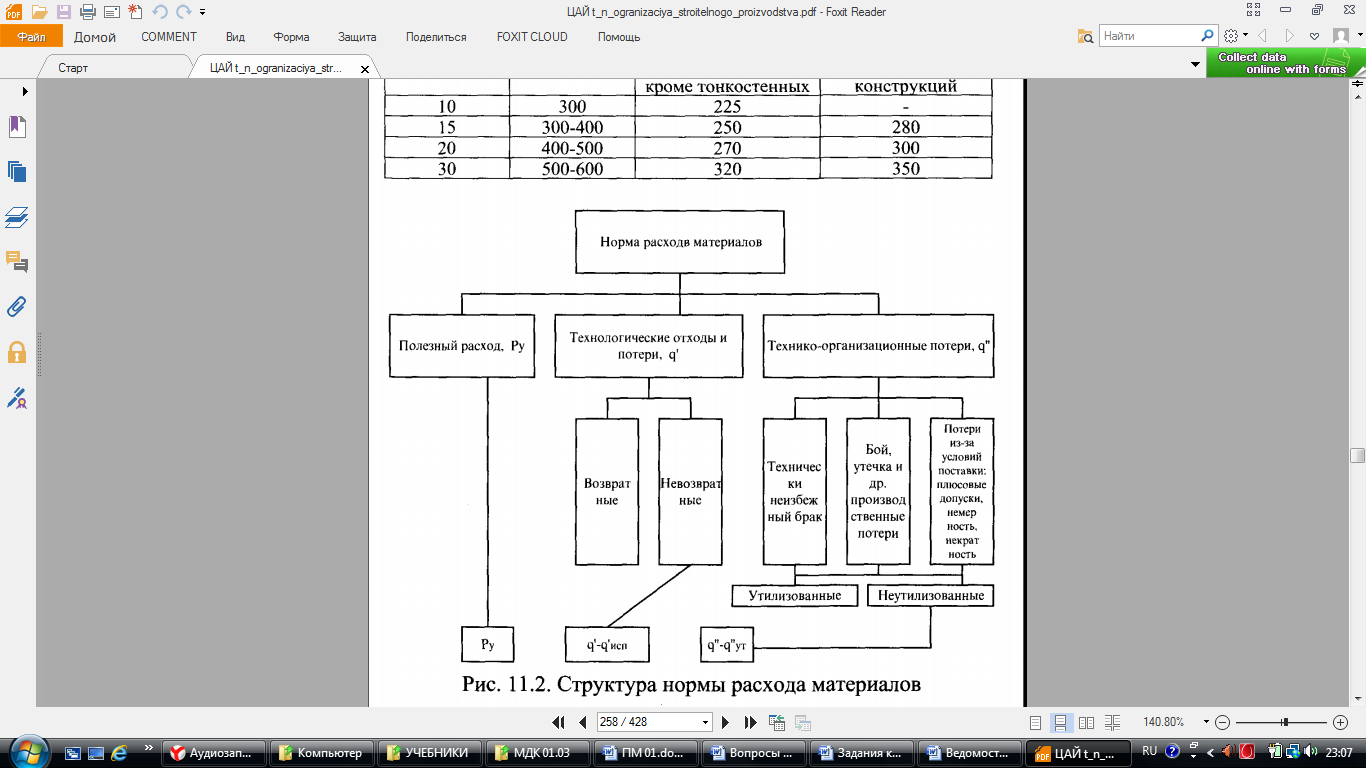 ЦАЙ t_n_ogranizaciya_stroitelnogo_proizvodstva.pdf - Foxit Reader
Файл Домой COMMENT Вид Форма Защита Поделиться FOXIT CLOUD Помощь Найти
Старт ЦАЙ t_n_ogranizaciya_str...
Collect data
online with forms
кроме тонкостенных конструкций
10 300 225 -
15 300-400 250 280
20 400-500 270 300
30 500-600 320 350
Норма расходв материалов
Полезный расход, Ру
Технологические отходы и
потери, q'
Технико-организационные потери, q"
Возврат
ные
Невозврат
ные
Техничес
ки
неизбеж
ный брак
Бой,
утечка и
др.
производ
ственные
потери
Потери
из-за
условий
поставки:
плюсовые
допуски,
немер
ность,
некрат
ность
Утилизованные
Неутилизованные
Ру
q'-q'исп
q"-q"ут
Рис. 11.2. Структура нормы расхода материалов
258 / 428 140.80%
Аудиозап... Компьютер УЧЕБНИКИ МДК 01.03 ПМ 01.do... Вопросы ... Задания к... Ведомост... ЦАЙ t_n_... RU 23:07